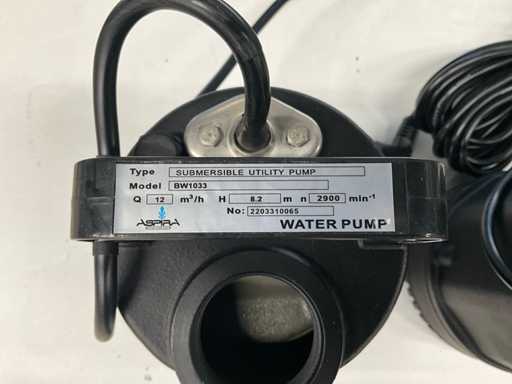 Type SUBMERSIBLE UTILITY PUMP
Model BW1033
Q 12 m³/h H 8.2 m n 2900 min⁻¹
No: 2203310065
ASPIRA
WATER PUMP